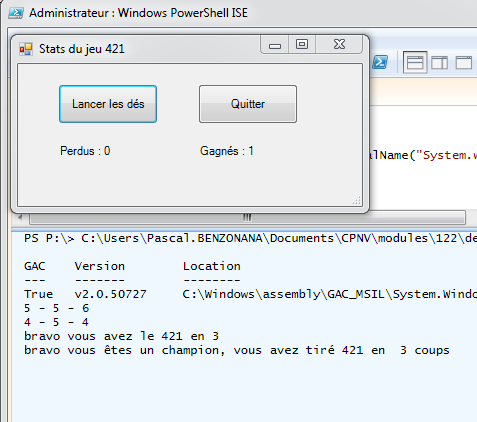 Administrateur : Windows PowerShell ISE
Stats du jeu 421
Lancer les dés
Quitter
Perdus : 0
Gagnés : 1
alName("System.w
PS P:\> C:\Users\Pascal.BENZONANA\Documents\CPNV\modules\122\de
GAC Version Location
--- ------- --------
True v2.0.50727 C:\Windows\assembly\GAC_MSIL\System.Windo
5 - 5 - 6
4 - 5 - 4
bravo vous avez le 421 en 3
bravo vous êtes un champion, vous avez tiré 421 en  3 coups